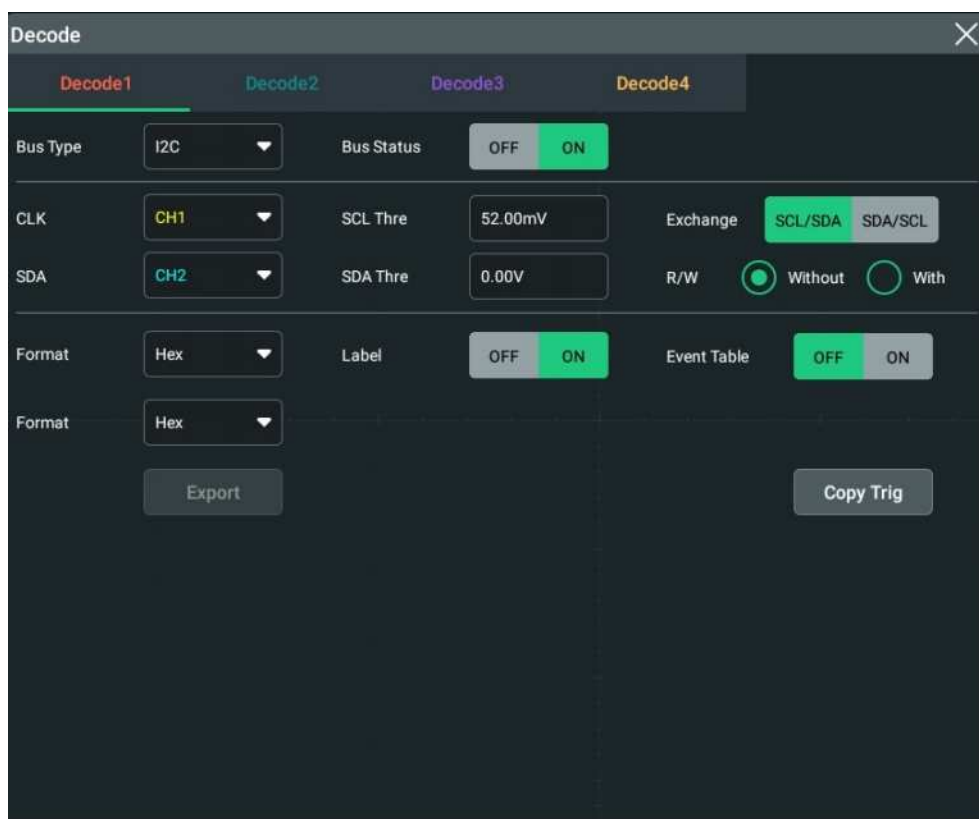 Decode
Decode1 Decode2 Decode3 Decode4
Bus Type I2C Bus Status OFF ON
CLK CH1 SCL Thre 52.00mV Exchange SCL/SDA SDA/SCL
SDA CH2 SDA Thre 0.00V R/W Without With
Format Hex Label OFF ON Event Table OFF ON
Format Hex
Export Copy Trig